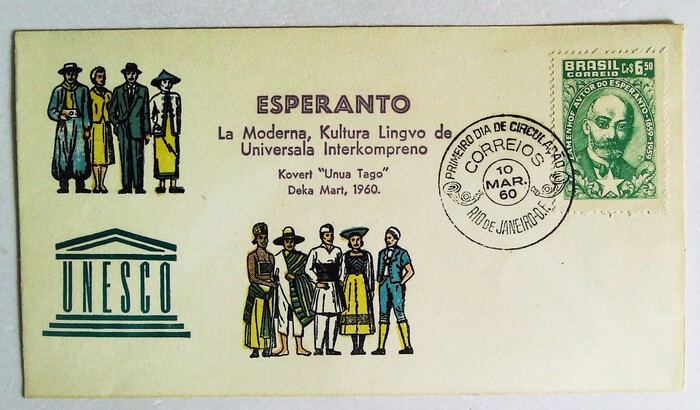 ESPERANTO
La Moderna, Kultura Lingvo de
Universala Interkompreno
Kovert "Unua Tago"
Deka Mart, 1960.
UNESCO
PRIMEIRO DIA DE CIRCULAÇÃO
CORREIOS
10
MAR.
60
RIO DE JANEIRO-D.F.
BRASIL
CORREIO Cr$ 6,50
ZAMENHOF AVTOR DO ESPERANTO-1859-1959